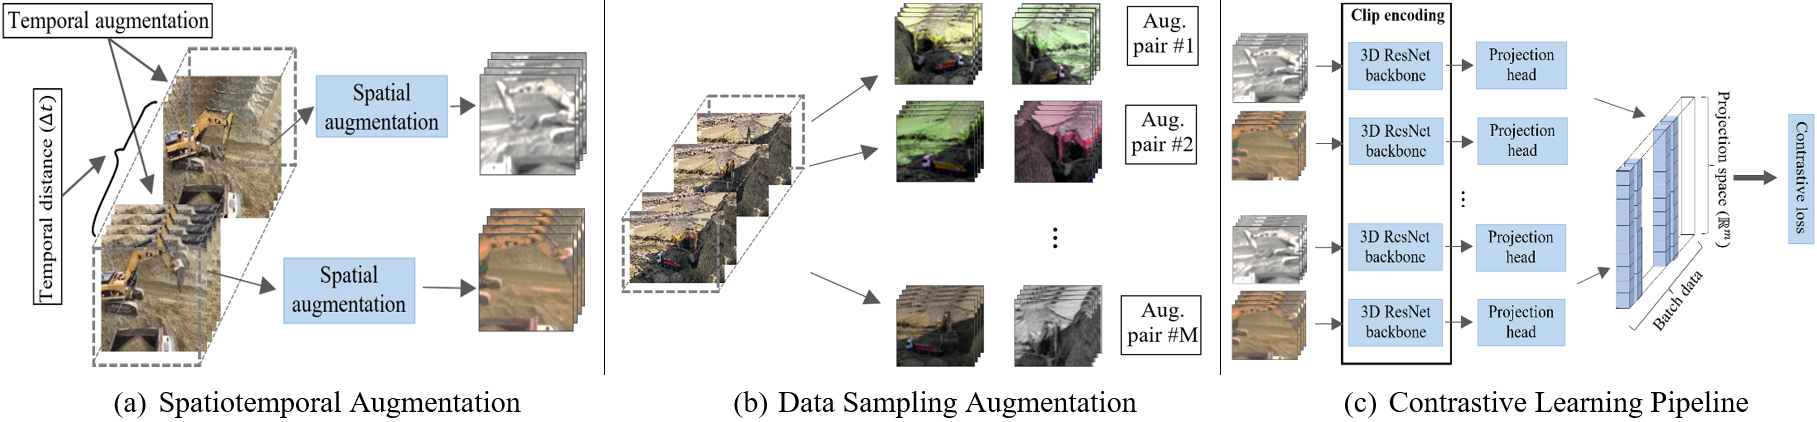 Temporal augmentation
Temporal distance (Δt)
Spatial
augmentation
Spatial
augmentation
(a) Spatiotemporal Augmentation
Aug.
pair #1
Aug.
pair #2
⋮
Aug.
pair #M
(b) Data Sampling Augmentation
Clip encoding
3D ResNet
backbone
Projection
head
3D ResNet
backbone
Projection
head
⋮
3D ResNet
backbone
Projection
head
3D ResNet
backbone
Projection
head
Projection space (ℝᵐ)
Batch data
Contrastive loss
(c) Contrastive Learning Pipeline